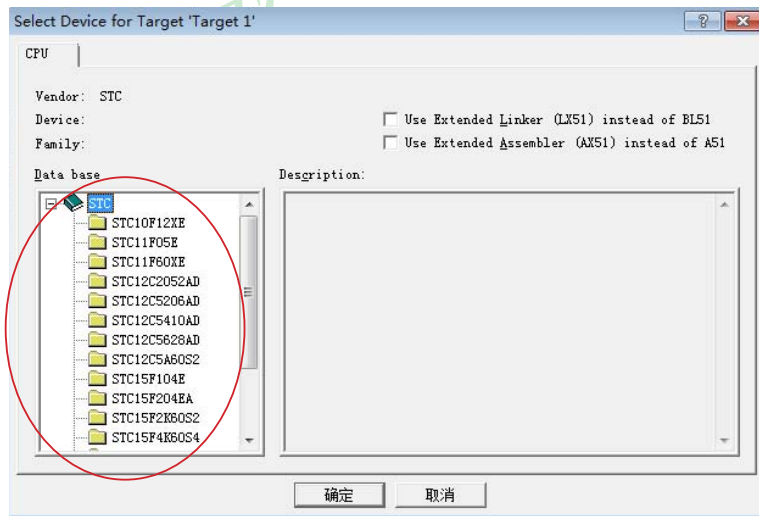 Select Device for Target 'Target 1'
CPU
Vendor: STC
Device:
Family:
Use Extended Linker (LX51) instead of BL51
Use Extended Assembler (AX51) instead of A51
Data base
Description:
STC
STC10F12XE
STC11F05E
STC11F60XE
STC12C2052AD
STC12C5206AD
STC12C5410AD
STC12C5628AD
STC12C5A60S2
STC15F104E
STC15F204EA
STC15F2K60S2
STC15F4K60S4
确定
取消